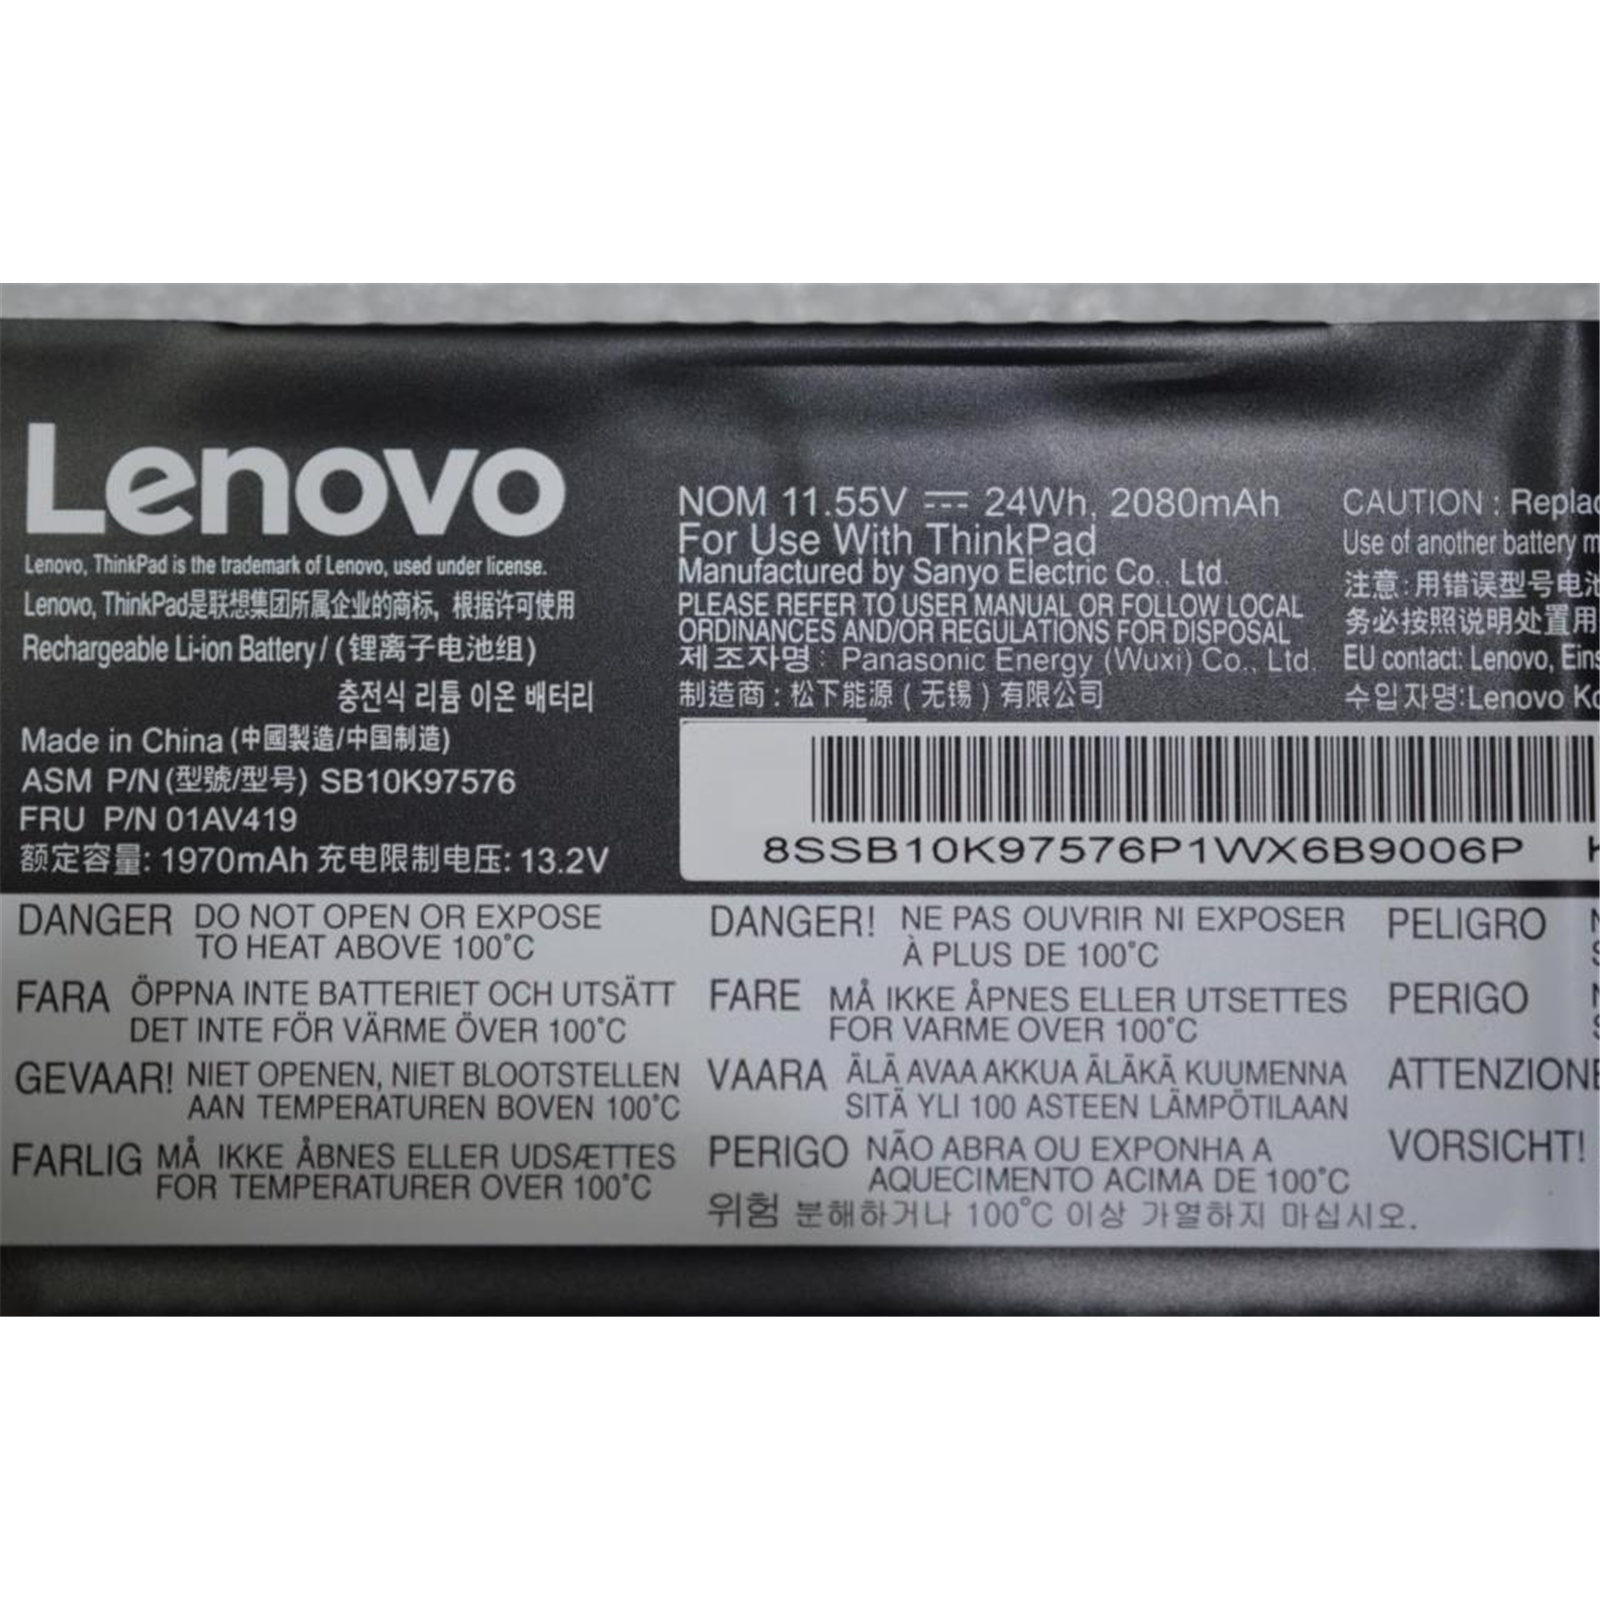 Lenovo
Lenovo, ThinkPad is the trademark of Lenovo, used under license.
Lenovo, ThinkPad是联想集团所属企业的商标，根据许可使用
Rechargeable Li-ion Battery / (锂离子电池组)
충전식 리튬 이온 배터리
Made in China (中國製造/中国制造)
ASM P/N (型號/型号) SB10K97576
FRU P/N 01AV419
额定容量: 1970mAh 充电限制电压: 13.2V
NOM 11.55V ⎓ 24Wh, 2080mAh
For Use With ThinkPad
Manufactured by Sanyo Electric Co., Ltd.
PLEASE REFER TO USER MANUAL OR FOLLOW LOCAL
ORDINANCES AND/OR REGULATIONS FOR DISPOSAL
제조자명 : Panasonic Energy (Wuxi) Co., Ltd.
制造商 : 松下能源 ( 无锡 ) 有限公司
CAUTION : Replac
Use of another battery m
注意 : 用错误型号电池
务必按照说明处置用
EU contact: Lenovo, Eins
수입자명:Lenovo Ko
8SSB10K97576P1WX6B9006P
DANGER DO NOT OPEN OR EXPOSE
TO HEAT ABOVE 100°C
FARA ÖPPNA INTE BATTERIET OCH UTSÄTT
DET INTE FÖR VÄRME ÖVER 100°C
GEVAAR! NIET OPENEN, NIET BLOOTSTELLEN
AAN TEMPERATUREN BOVEN 100°C
FARLIG MÅ IKKE ÅBNES ELLER UDSÆTTES
FOR TEMPERATURER OVER 100°C
DANGER! NE PAS OUVRIR NI EXPOSER
À PLUS DE 100°C
FARE MÅ IKKE ÅPNES ELLER UTSETTES
FOR VARME OVER 100°C
VAARA ÄLÄ AVAA AKKUA ÄLÄKÄ KUUMENNA
SITÄ YLI 100 ASTEEN LÄMPÖTILAAN
PERIGO NÃO ABRA OU EXPONHA A
AQUECIMENTO ACIMA DE 100°C
위험 분해하거나 100°C 이상 가열하지 마십시오.
PELIGRO
PERIGO
ATTENZIONE
VORSICHT!